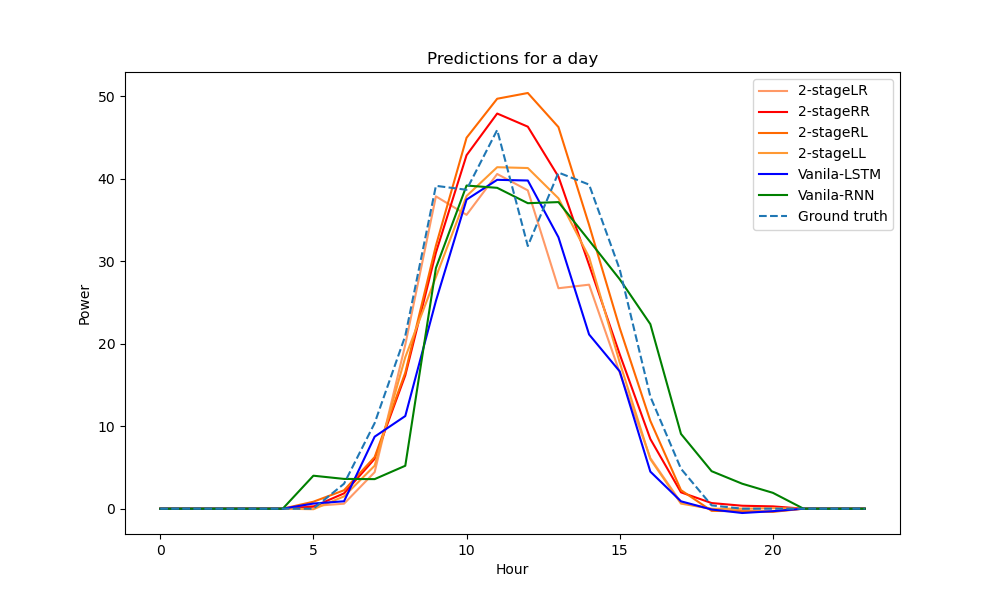 Predictions for a day
2-stageLR
2-stageRR
2-stageRL
2-stageLL
Vanila-LSTM
Vanila-RNN
Ground truth
50
40
30
20
10
0
Power
0 5 10 15 20
Hour